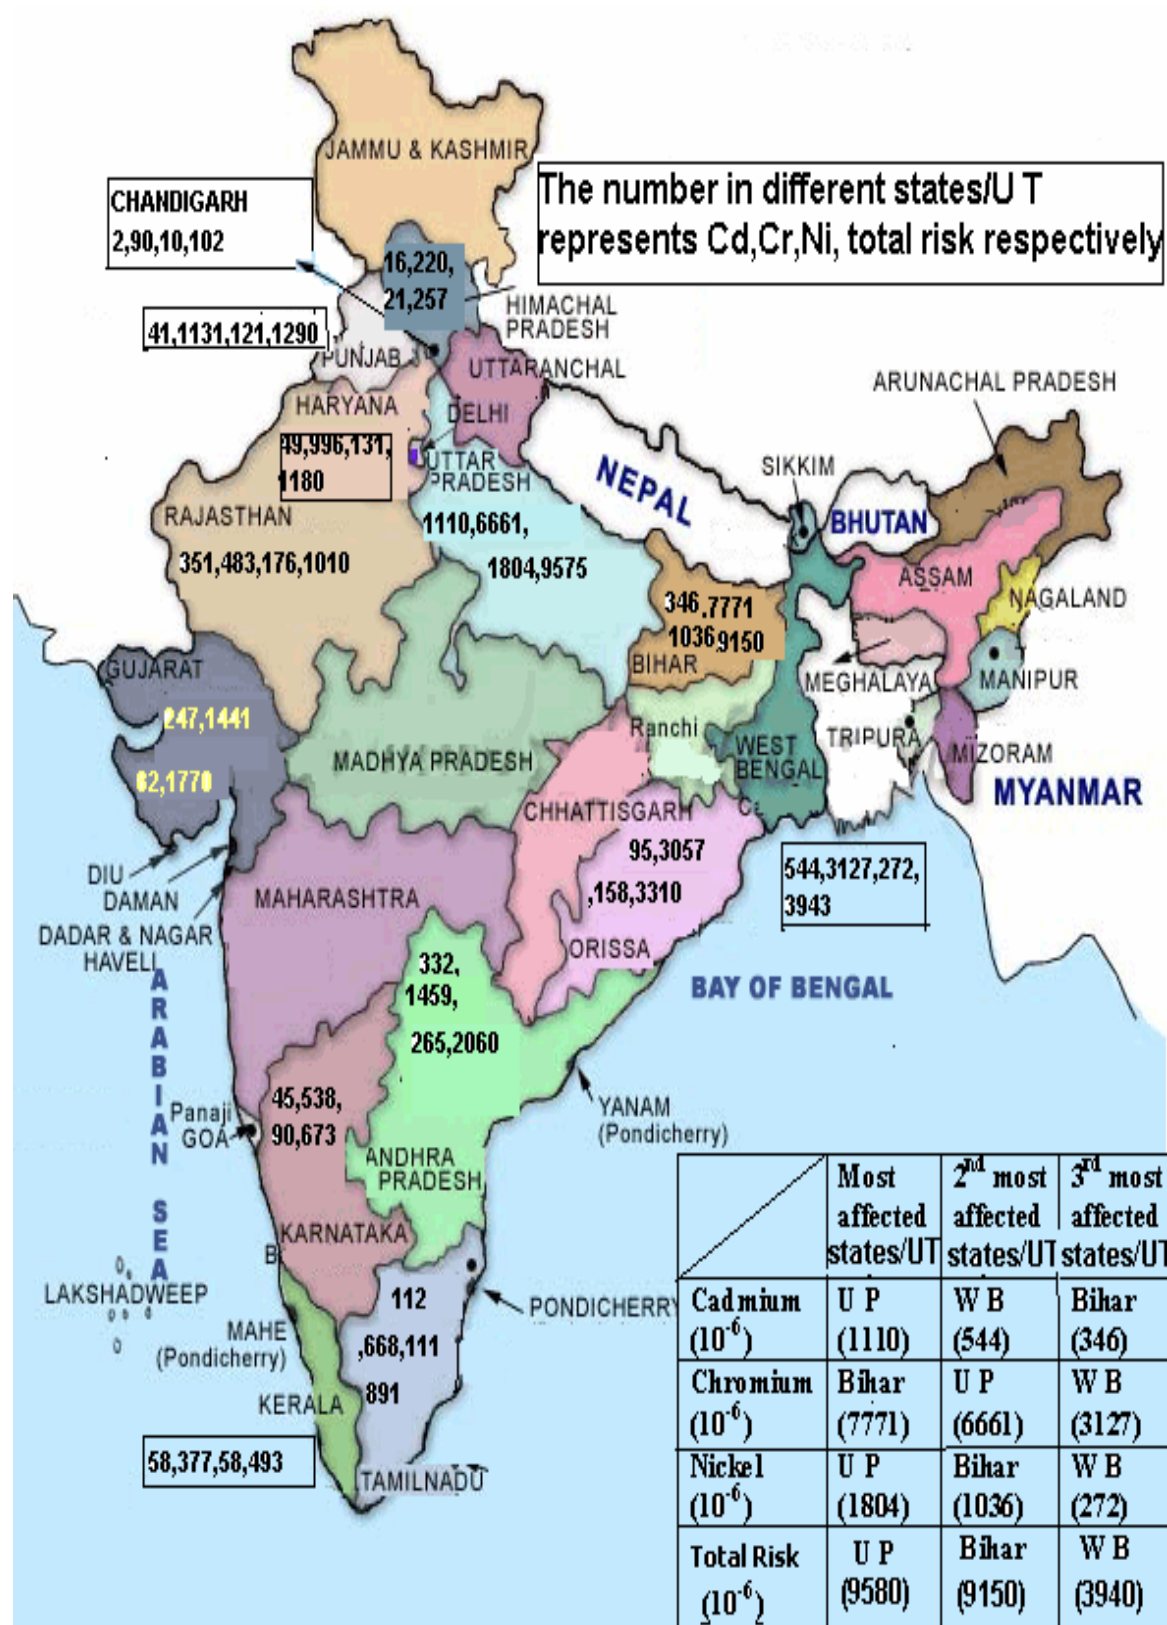 JAMMU & KASHMIR
The number in different states/U T
represents Cd,Cr,Ni, total risk respectively
CHANDIGARH
2,90,10,102
16,220,
21,257
HIMACHAL
PRADESH
41,1131,121,1290
PUNJAB
UTTARANCHAL
ARUNACHAL PRADESH
HARYANA
DELHI
49,996,131,
1180
UTTAR
PRADESH
NEPAL
SIKKIM
BHUTAN
RAJASTHAN
351,483,176,1010
1110,6661,
1804,9575
ASSAM
NAGALAND
346,7771
1036,9150
BIHAR
MEGHALAYA
MANIPUR
GUJARAT
247,1441
82,1770
MADHYA PRADESH
Ranchi
WEST
BENGAL
TRIPURA
MIZORAM
MYANMAR
CHHATTISGARH
Ca
95,3057
,158,3310
ORISSA
544,3127,272,
3943
DIU
DAMAN
DADAR & NAGAR
HAVELI
MAHARASHTRA
332,
1459,
265,2060
BAY OF BENGAL
ARABIAN SEA
45,538,
90,673
Panaji
GOA
YANAM
(Pondicherry)
ANDHRA
PRADESH
KARNATAKA
B
LAKSHADWEEP
MAHE
(Pondicherry)
PONDICHERRY
112
,668,111
891
KERALA
58,377,58,493
TAMILNADU
Most affected states/UT
2nd most affected states/UT
3rd most affected states/UT
Cadmium (10-6)
U P (1110)
W B (544)
Bihar (346)
Chromium (10-6)
Bihar (7771)
U P (6661)
W B (3127)
Nickel (10-6)
U P (1804)
Bihar (1036)
W B (272)
Total Risk (10-6)
U P (9580)
Bihar (9150)
W B (3940)